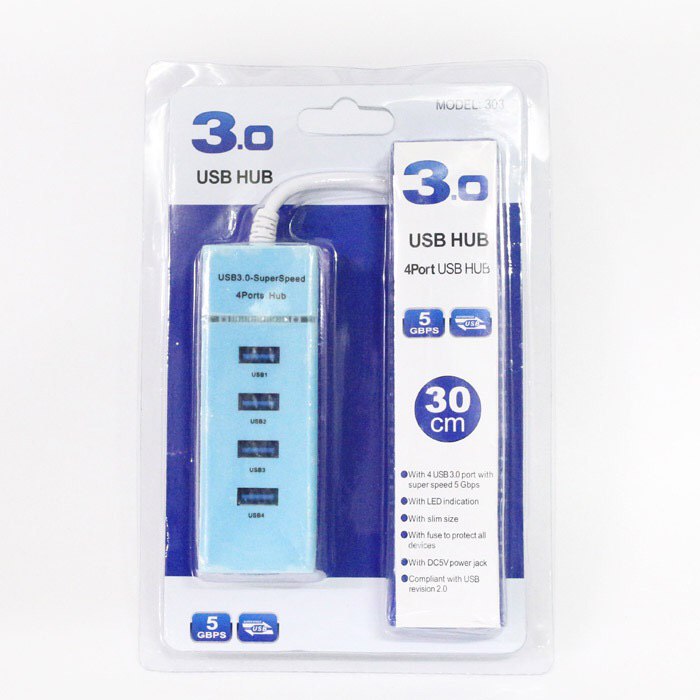 MODEL: 303
3.0
USB HUB
USB3.0-SuperSpeed
4Ports Hub
USB1
USB2
USB3
USB4
5
GBPS
USB
3.0
USB HUB
4Port USB HUB
5
GBPS
USB
30
cm
With 4 USB 3.0 port with
super speed 5 Gbps
With LED indication
With slim size
With fuse to protect all
devices
With DC5V power jack
Compliant with USB
revision 2.0